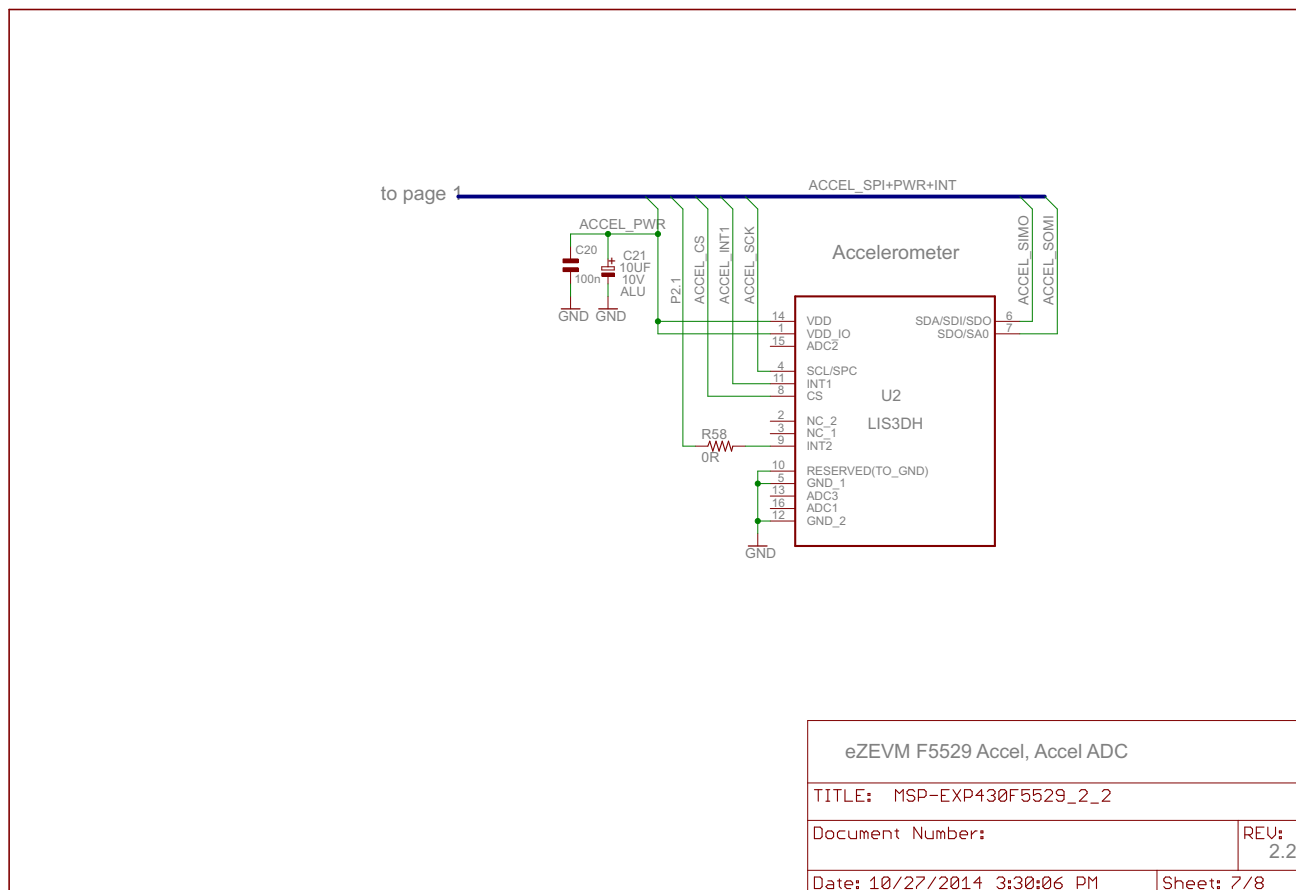 to page 1
ACCEL_SPI+PWR+INT
ACCEL_PWR
C20
100n
C21
10UF
10V
ALU
GND
GND
P2.1
ACCEL_CS
ACCEL_INT1
ACCEL_SCK
Accelerometer
ACCEL_SIMO
ACCEL_SOMI
14 VDD
1 VDD_IO
15 ADC2
4 SCL/SPC
11 INT1
8 CS
2 NC_2
3 NC_1
9 INT2
10 RESERVED(TO_GND)
5 GND_1
13 ADC3
16 ADC1
12 GND_2
SDA/SDI/SDO 6
SDO/SA0 7
U2
LIS3DH
R58
0R
GND
eZEVM F5529 Accel, Accel ADC
TITLE: MSP-EXP430F5529_2_2
Document Number:
REV:
2.2
Date: 10/27/2014 3:30:06 PM
Sheet: 7/8